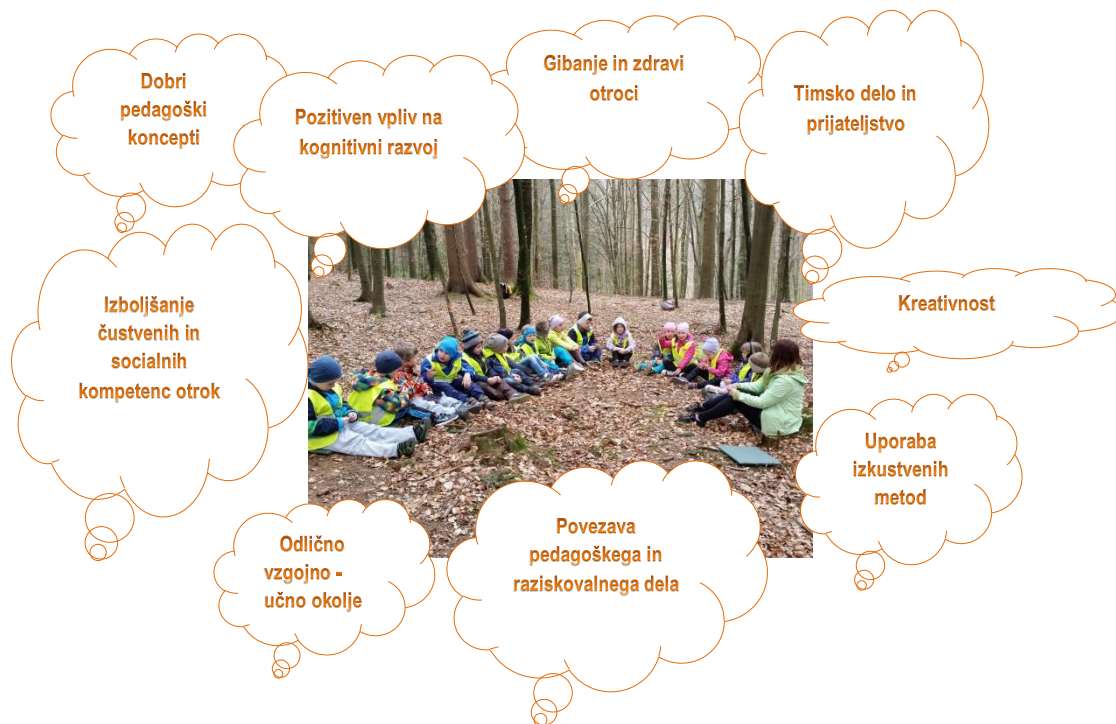 Dobri
pedagoški
koncepti
Pozitiven vpliv na
kognitivni razvoj
Gibanje in zdravi
otroci
Timsko delo in
prijateljstvo
Izboljšanje
čustvenih in
socialnih
kompetenc otrok
Kreativnost
Uporaba
izkustvenih
metod
Odlično
vzgojno -
učno okolje
Povezava
pedagoškega in
raziskovalnega dela